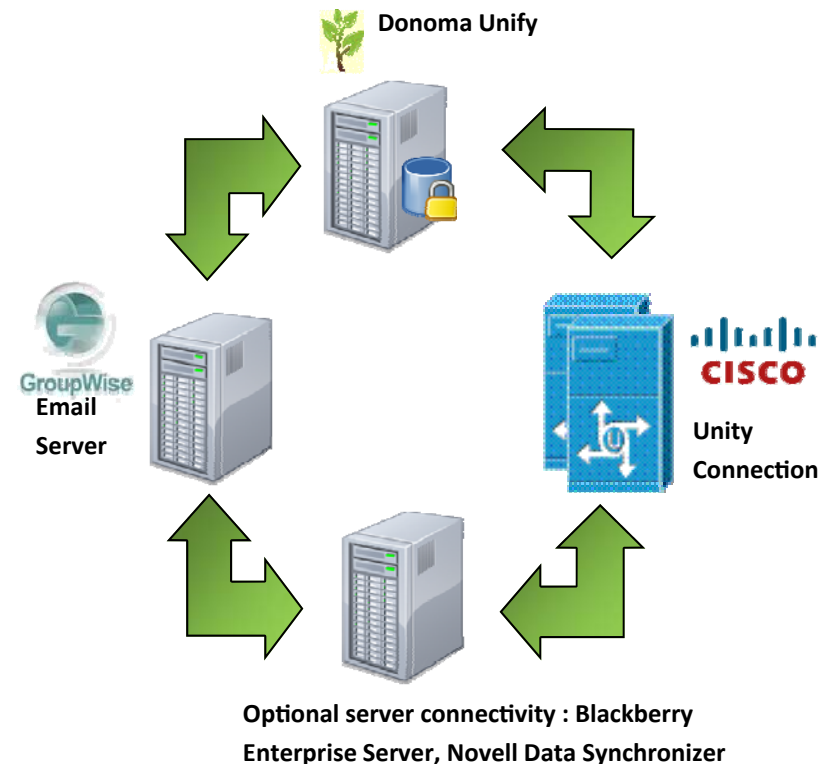 Donoma Unify
GroupWise
Email
Server
CISCO
Unity
Connection
U
Optional server connectivity : Blackberry
Enterprise Server, Novell Data Synchronizer